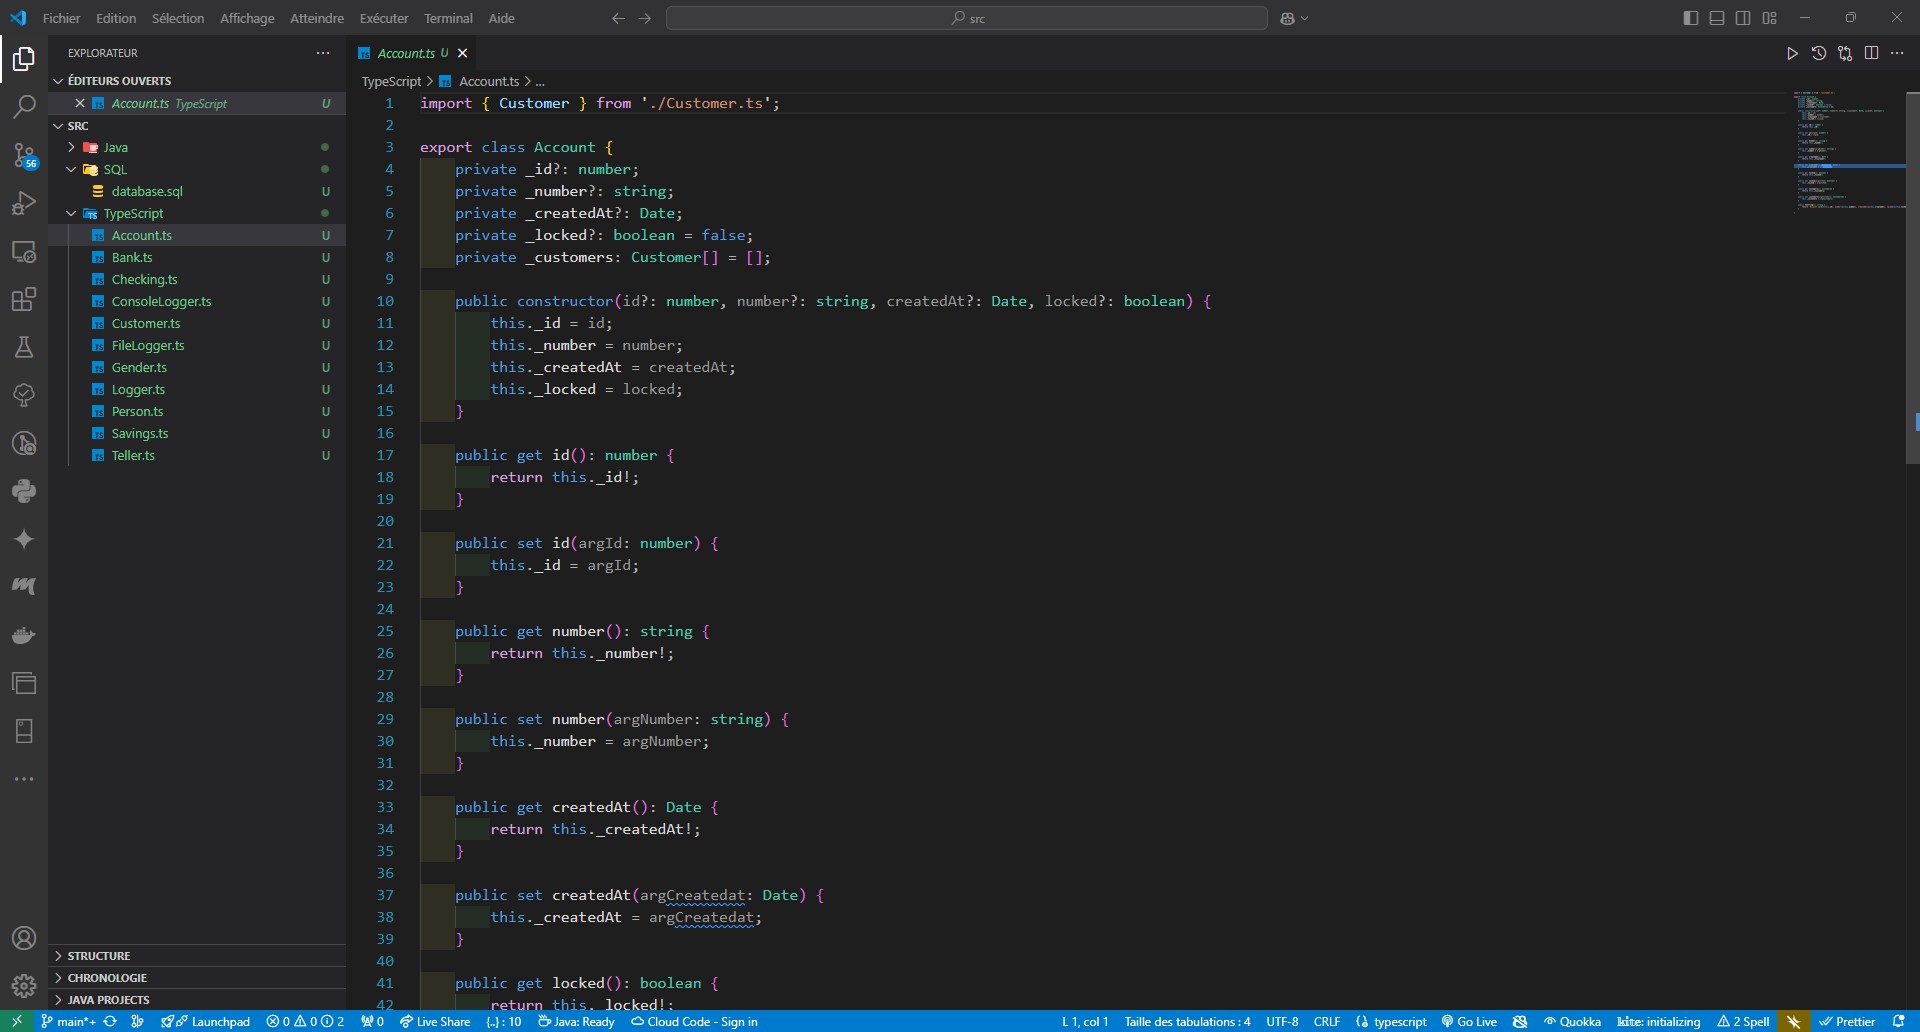 Fichier Edition Sélection Affichage Atteindre Exécuter Terminal Aide
src
EXPLORATEUR
ÉDITEURS OUVERTS
Account.ts TypeScript U
SRC
Java
SQL
database.sql U
TypeScript
Account.ts U
Bank.ts U
Checking.ts U
ConsoleLogger.ts U
Customer.ts U
FileLogger.ts U
Gender.ts U
Logger.ts U
Person.ts U
Savings.ts U
Teller.ts U
56
STRUCTURE
CHRONOLOGIE
JAVA PROJECTS
Account.ts U
TypeScript > Account.ts > ...
1 import { Customer } from './Customer.ts';
2
3 export class Account {
4 private _id?: number;
5 private _number?: string;
6 private _createdAt?: Date;
7 private _locked?: boolean = false;
8 private _customers: Customer[] = [];
9
10 public constructor(id?: number, number?: string, createdAt?: Date, locked?: boolean) {
11 this._id = id;
12 this._number = number;
13 this._createdAt = createdAt;
14 this._locked = locked;
15 }
16
17 public get id(): number {
18 return this._id!;
19 }
20
21 public set id(argId: number) {
22 this._id = argId;
23 }
24
25 public get number(): string {
26 return this._number!;
27 }
28
29 public set number(argNumber: string) {
30 this._number = argNumber;
31 }
32
33 public get createdAt(): Date {
34 return this._createdAt!;
35 }
36
37 public set createdAt(argCreatedat: Date) {
38 this._createdAt = argCreatedat;
39 }
40
41 public get locked(): boolean {
42 return this._locked!;
main*+ Launchpad 0 0 2 0 Live Share {..} : 10 Java: Ready Cloud Code - Sign in L 1, col 1 Taille des tabulations : 4 UTF-8 CRLF typescript Go Live Quokka kite: initializing 2 Spell Prettier